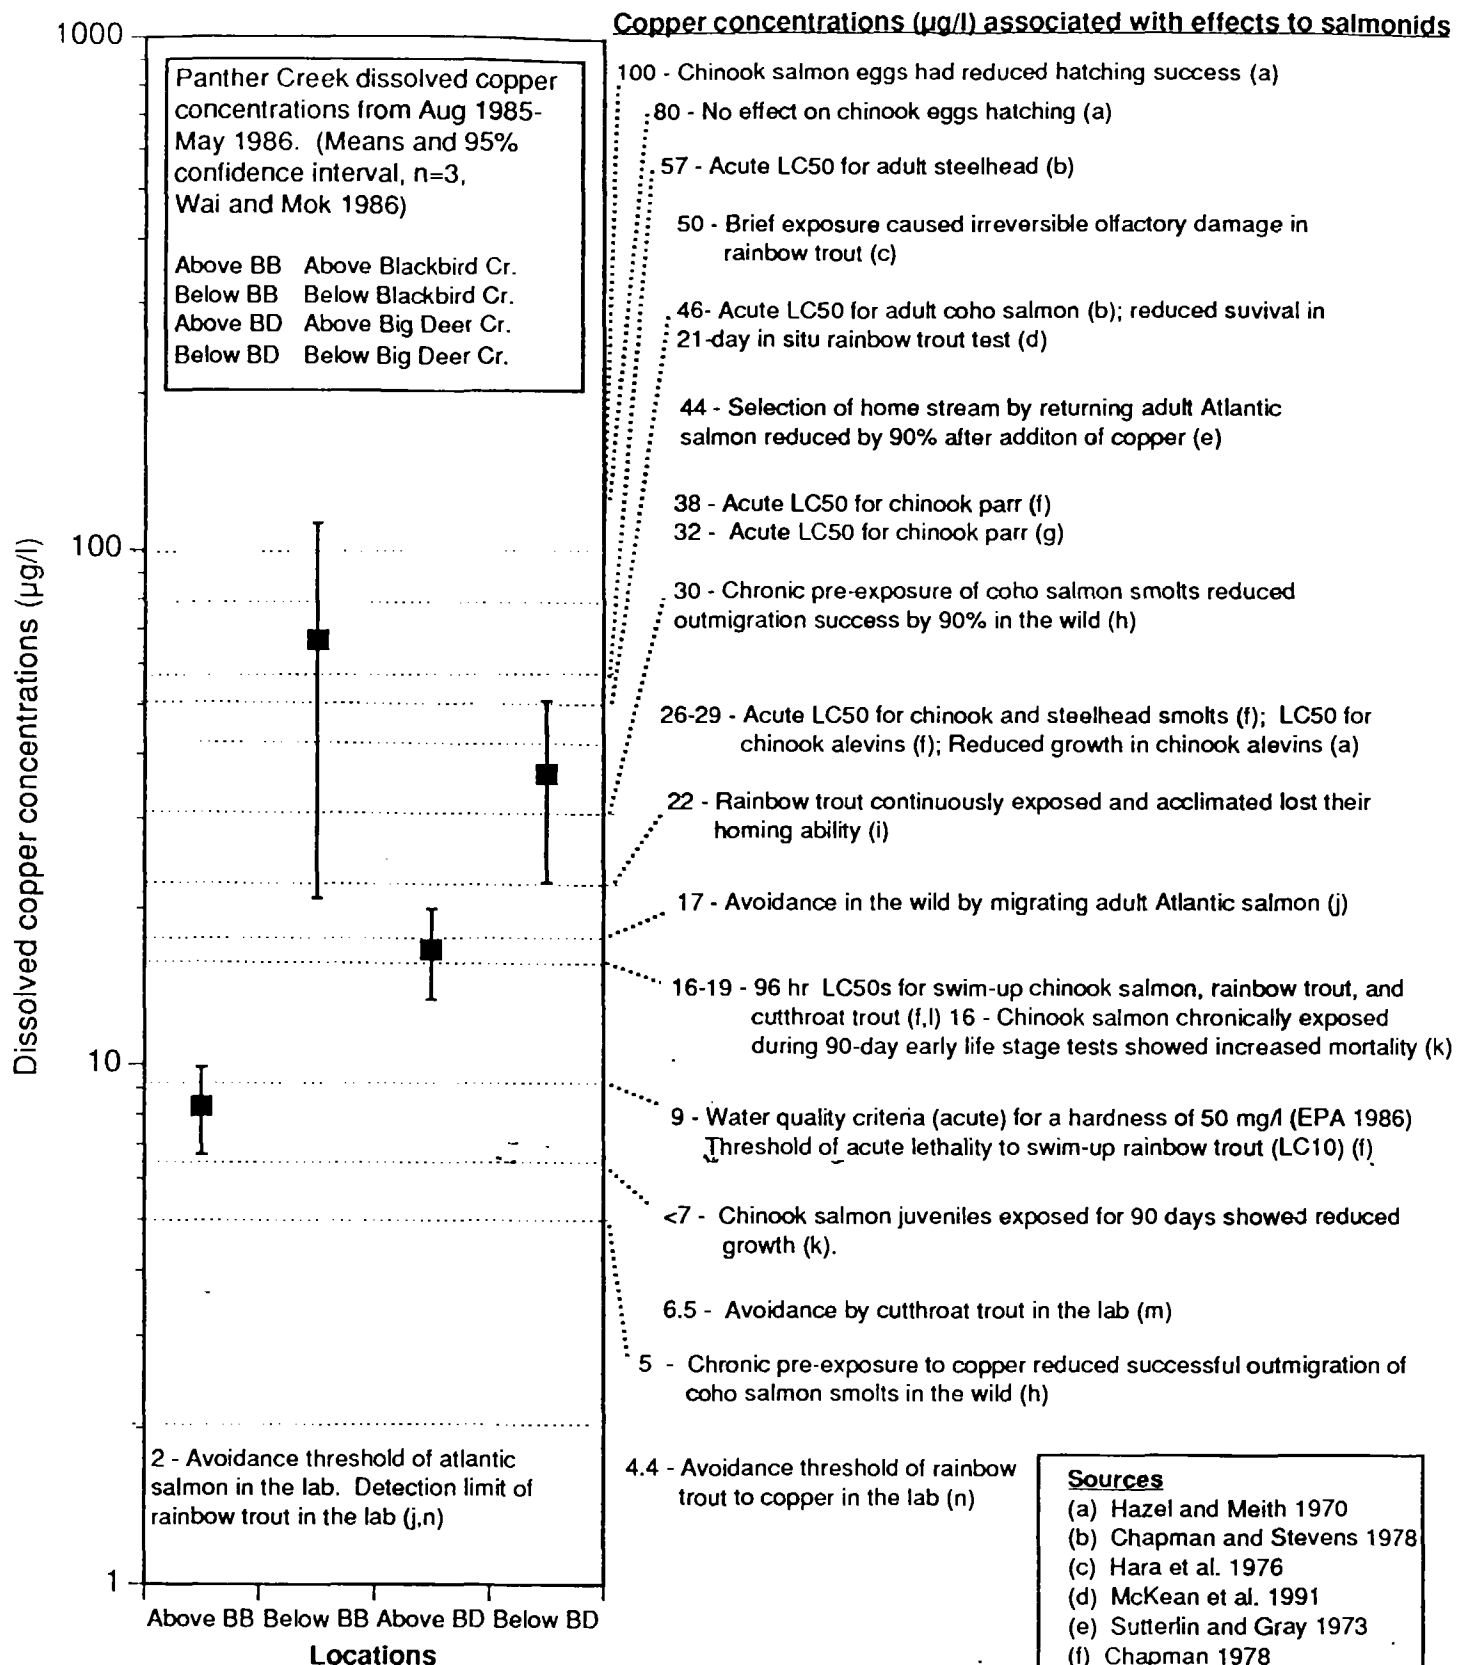 Copper concentrations (µg/l) associated with effects to salmonids
1000
Panther Creek dissolved copper
concentrations from Aug 1985-
May 1986. (Means and 95%
confidence interval, n=3,
Wai and Mok 1986)
Above BB Above Blackbird Cr.
Below BB Below Blackbird Cr.
Above BD Above Big Deer Cr.
Below BD Below Big Deer Cr.
100
10
1
Dissolved copper concentrations (µg/l)
100 - Chinook salmon eggs had reduced hatching success (a)
80 - No effect on chinook eggs hatching (a)
57 - Acute LC50 for adult steelhead (b)
50 - Brief exposure caused irreversible olfactory damage in
rainbow trout (c)
46- Acute LC50 for adult coho salmon (b); reduced suvival in
21-day in situ rainbow trout test (d)
44 - Selection of home stream by returning adult Atlantic
salmon reduced by 90% after additon of copper (e)
38 - Acute LC50 for chinook parr (f)
32 - Acute LC50 for chinook parr (g)
30 - Chronic pre-exposure of coho salmon smolts reduced
outmigration success by 90% in the wild (h)
26-29 - Acute LC50 for chinook and steelhead smolts (f); LC50 for
chinook alevins (f); Reduced growth in chinook alevins (a)
22 - Rainbow trout continuously exposed and acclimated lost their
homing ability (i)
17 - Avoidance in the wild by migrating adult Atlantic salmon (j)
16-19 - 96 hr LC50s for swim-up chinook salmon, rainbow trout, and
cutthroat trout (f,l) 16 - Chinook salmon chronically exposed
during 90-day early life stage tests showed increased mortality (k)
9 - Water quality criteria (acute) for a hardness of 50 mg/l (EPA 1986)
Threshold of acute lethality to swim-up rainbow trout (LC10) (f)
<7 - Chinook salmon juveniles exposed for 90 days showed reduced
growth (k).
6.5 - Avoidance by cutthroat trout in the lab (m)
5 - Chronic pre-exposure to copper reduced successful outmigration of
coho salmon smolts in the wild (h)
2 - Avoidance threshold of atlantic
salmon in the lab. Detection limit of
rainbow trout in the lab (j,n)
4.4 - Avoidance threshold of rainbow
trout to copper in the lab (n)
Above BB Below BB Above BD Below BD
Locations
Sources
(a) Hazel and Meith 1970
(b) Chapman and Stevens 1978
(c) Hara et al. 1976
(d) McKean et al. 1991
(e) Sutterlin and Gray 1973
(f) Chapman 1978